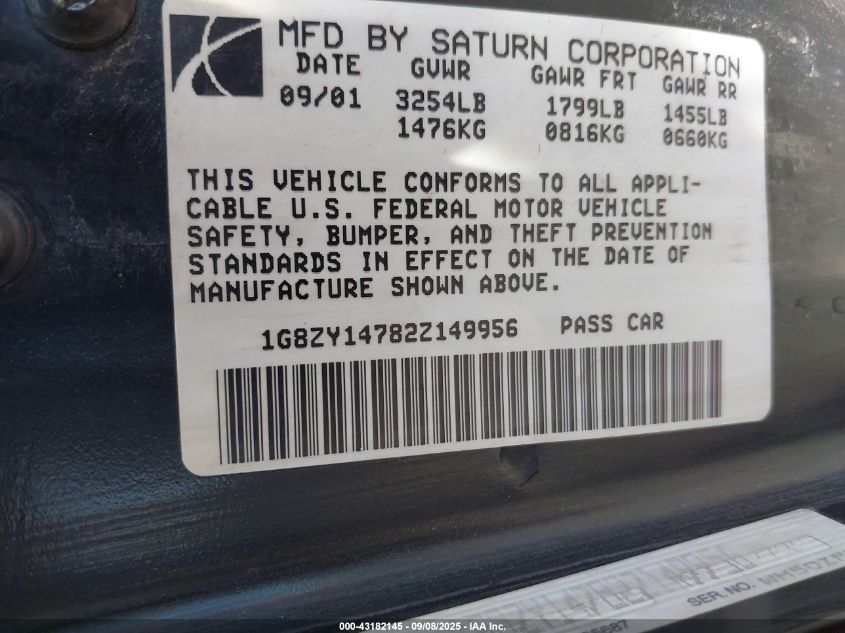 MFD BY SATURN CORPORATION
DATE GVWR GAWR FRT GAWR RR
09/01 3254LB 1799LB 1455LB
1476KG 0816KG 0660KG
THIS VEHICLE CONFORMS TO ALL APPLI-
CABLE U.S. FEDERAL MOTOR VEHICLE
SAFETY, BUMPER, AND THEFT PREVENTION
STANDARDS IN EFFECT ON THE DATE OF
MANUFACTURE SHOWN ABOVE.
1G8ZY14782Z149956 PASS CAR
SER.NO.
000-43182145 - 09/08/2025 - IAA Inc.